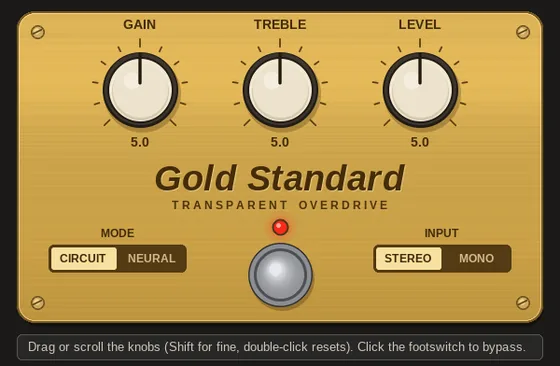 GAIN TREBLE LEVEL
5.0 5.0 5.0
Gold Standard
TRANSPARENT OVERDRIVE
MODE INPUT
CIRCUIT NEURAL STEREO MONO
Drag or scroll the knobs (Shift for fine, double-click resets). Click the footswitch to bypass.